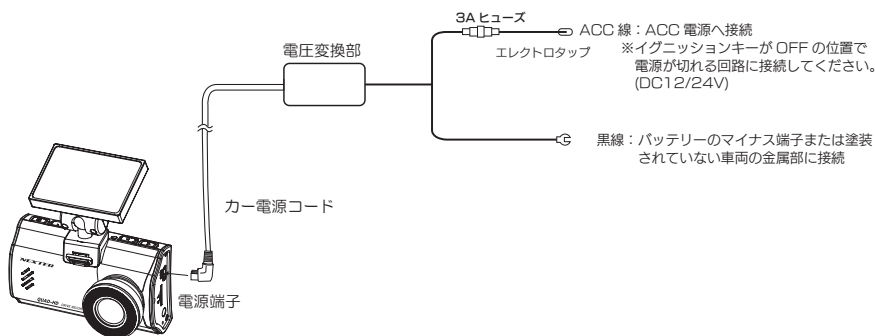 3A ヒューズ
ACC 線：ACC 電源へ接続
※イグニッションキーが OFF の位置で
電源が切れる回路に接続してください。
(DC12/24V)
エレクトロタップ
電圧変換部
黒線：バッテリーのマイナス端子または塗装
されていない車両の金属部に接続
カー電源コード
NEXTEC
QUAD-HD
電源端子